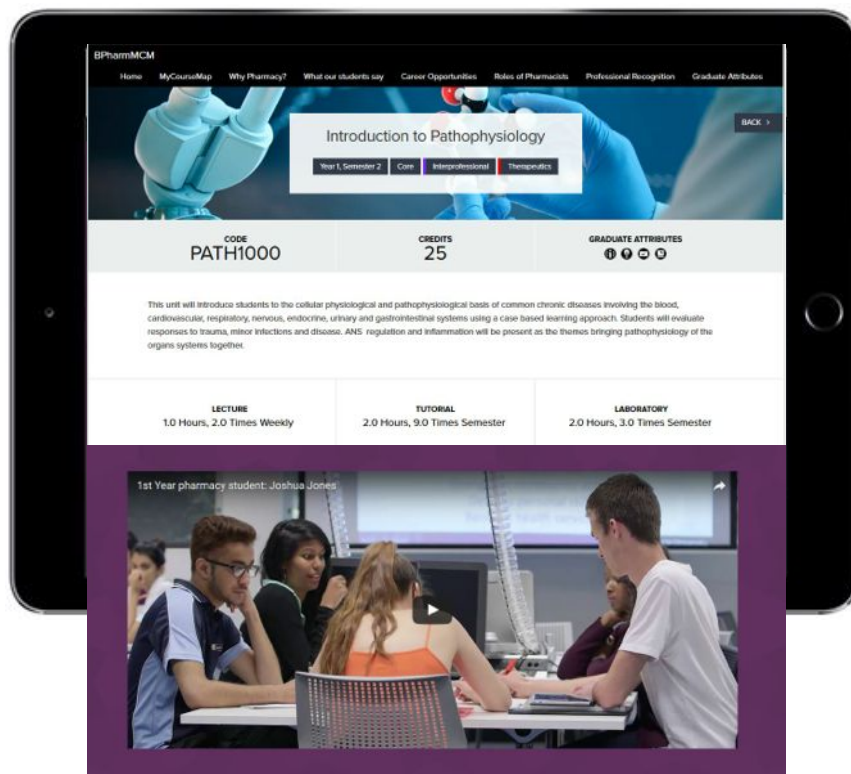 BPharmMCM
Home MyCourseMap Why Pharmacy? What our students say Career Opportunities Roles of Pharmacists Professional Recognition Graduate Attributes
BACK >
Introduction to Pathophysiology
Year 1, Semester 2 Core Interprofessional Therapeutics
CODE
PATH1000
CREDITS
25
GRADUATE ATTRIBUTES
This unit will introduce students to the cellular physiological and pathophysiological basis of common chronic diseases involving the blood,
cardiovascular, respiratory, nervous, endocrine, urinary and gastrointestinal systems using a case based learning approach. Students will evaluate
responses to trauma, minor infections and disease. ANS regulation and inflammation will be present as the themes bringing pathophysiology of the
organs systems together.
LECTURE
1.0 Hours, 2.0 Times Weekly
TUTORIAL
2.0 Hours, 9.0 Times Semester
LABORATORY
2.0 Hours, 3.0 Times Semester
1st Year pharmacy student: Joshua Jones